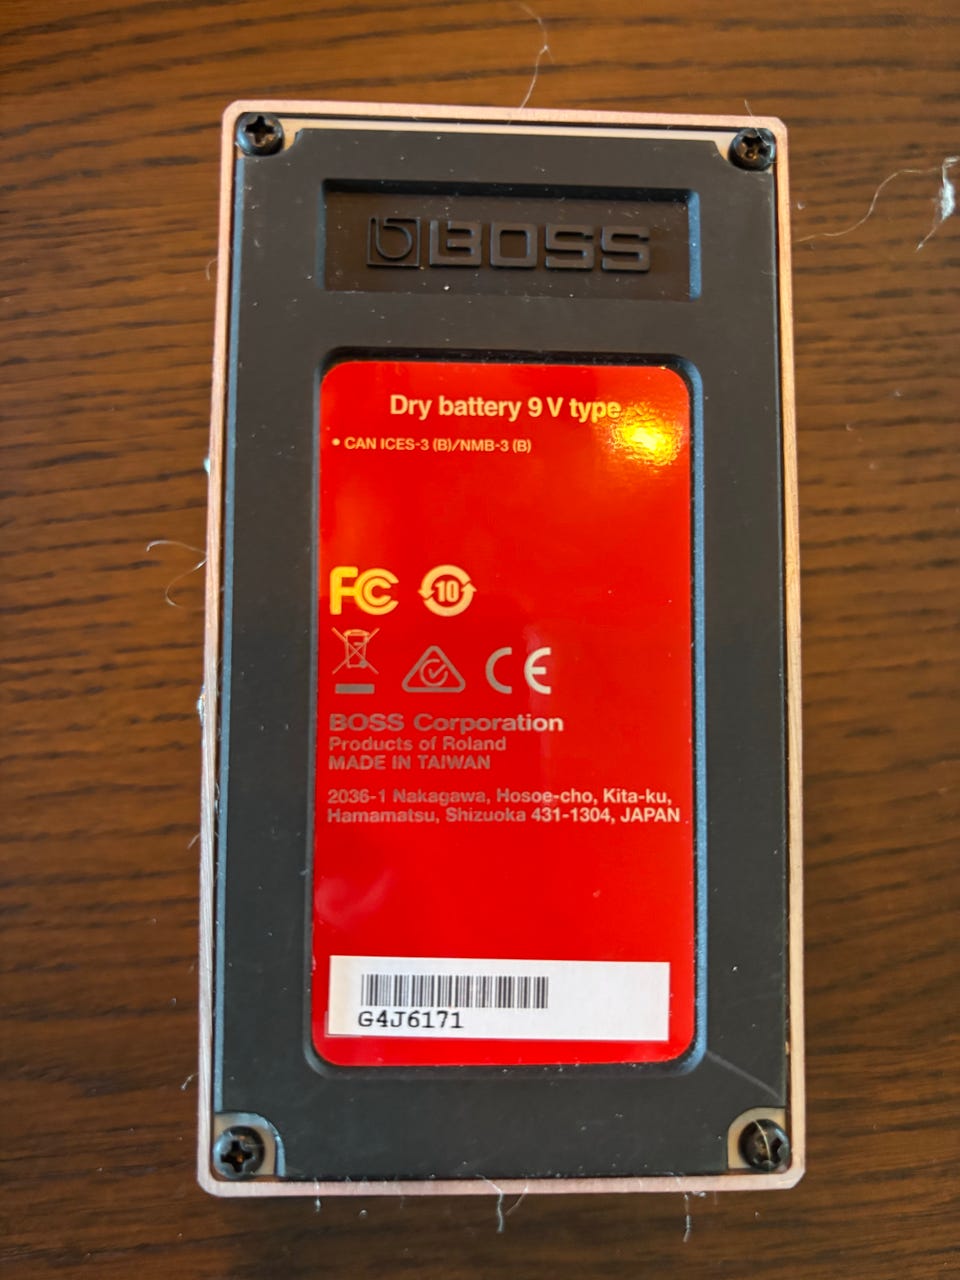 BOSS
Dry battery 9 V type
• CAN ICES-3 (B)/NMB-3 (B)
FC
10
CE
BOSS Corporation
Products of Roland
MADE IN TAIWAN
2036-1 Nakagawa, Hosoe-cho, Kita-ku,
Hamamatsu, Shizuoka 431-1304, JAPAN
G4J6171